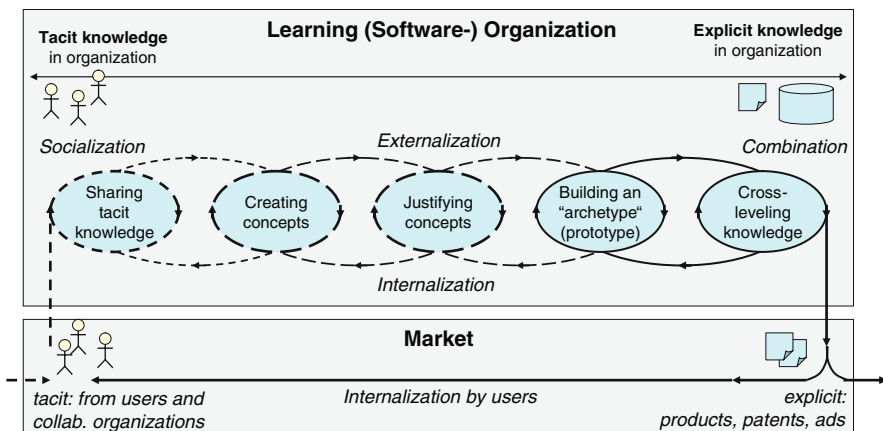 Learning (Software-) Organization
Tacit knowledge
in organization
Explicit knowledge
in organization
Socialization
Externalization
Combination
Sharing
tacit
knowledge
Creating
concepts
Justifying
concepts
Building an
“archetype“
(prototype)
Cross-
leveling
knowledge
Internalization
Market
tacit: from users and
collab. organizations
Internalization by users
explicit:
products, patents, ads